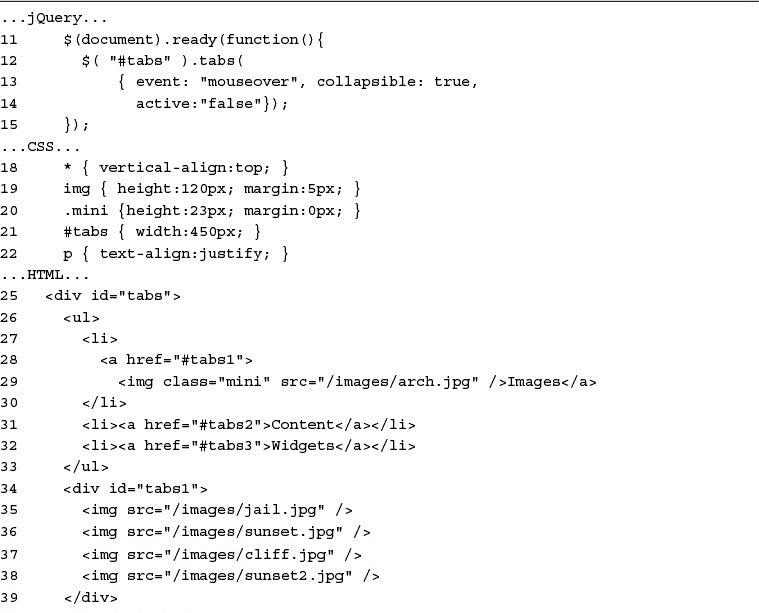 ...jQuery...
11     $(document).ready(function(){
12       $( "#tabs" ).tabs(
13           { event: "mouseover", collapsible: true,
14             active:"false"});
15     });
...CSS...
18     * { vertical-align:top; }
19     img { height:120px; margin:5px; }
20     .mini {height:23px; margin:0px; }
21     #tabs { width:450px; }
22     p { text-align:justify; }
...HTML...
25   <div id="tabs">
26     <ul>
27       <li>
28         <a href="#tabs1">
29           <img class="mini" src="/images/arch.jpg" />Images</a>
30       </li>
31       <li><a href="#tabs2">Content</a></li>
32       <li><a href="#tabs3">Widgets</a></li>
33     </ul>
34     <div id="tabs1">
35       <img src="/images/jail.jpg" />
36       <img src="/images/sunset.jpg" />
37       <img src="/images/cliff.jpg" />
38       <img src="/images/sunset2.jpg" />
39     </div>